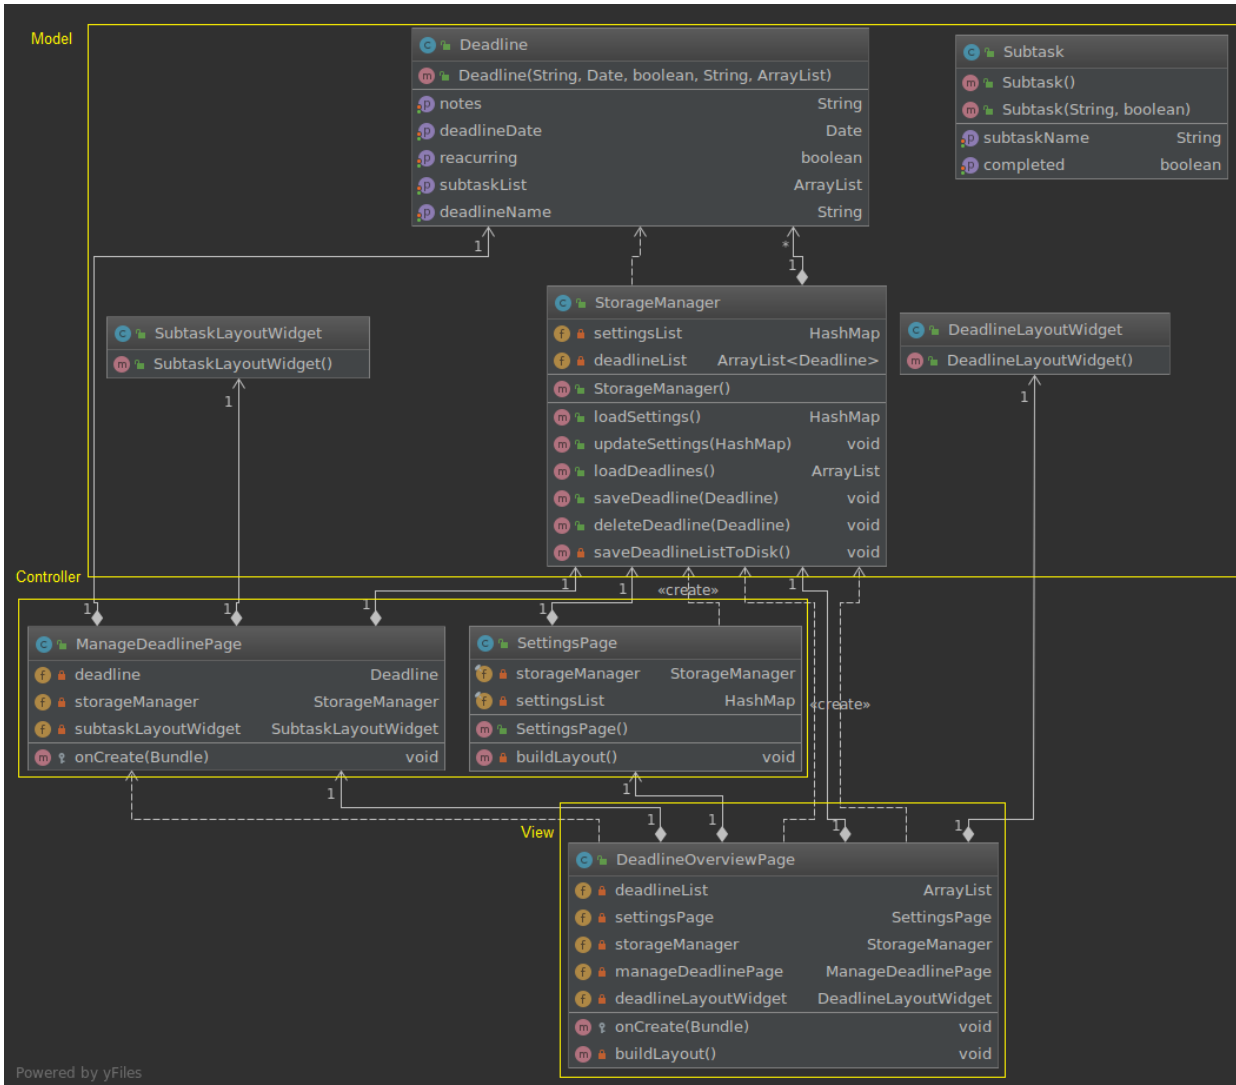 Model
Deadline
Deadline(String, Date, boolean, String, ArrayList)
notes String
deadlineDate Date
reacurring boolean
subtaskList ArrayList
deadlineName String
Subtask
Subtask()
Subtask(String, boolean)
subtaskName String
completed boolean
1
*
1
StorageManager
settingsList HashMap
deadlineList ArrayList<Deadline>
StorageManager()
loadSettings() HashMap
updateSettings(HashMap) void
loadDeadlines() ArrayList
saveDeadline(Deadline) void
deleteDeadline(Deadline) void
saveDeadlineListToDisk() void
SubtaskLayoutWidget
SubtaskLayoutWidget()
1
DeadlineLayoutWidget
DeadlineLayoutWidget()
1
Controller
1
1
1
1
1
1
«create»
1
ManageDeadlinePage
deadline Deadline
storageManager StorageManager
subtaskLayoutWidget SubtaskLayoutWidget
onCreate(Bundle) void
SettingsPage
storageManager StorageManager
settingsList HashMap
SettingsPage()
buildLayout() void
«create»
1
1
View
1
1
1
1
DeadlineOverviewPage
deadlineList ArrayList
settingsPage SettingsPage
storageManager StorageManager
manageDeadlinePage ManageDeadlinePage
deadlineLayoutWidget DeadlineLayoutWidget
onCreate(Bundle) void
buildLayout() void
Powered by yFiles